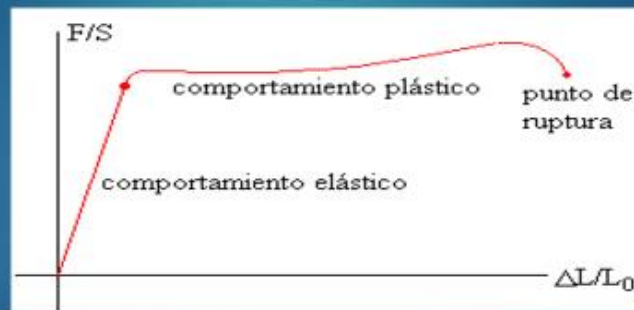 F/S
comportamiento plástico
punto de
ruptura
comportamiento elástico
ΔL/L₀